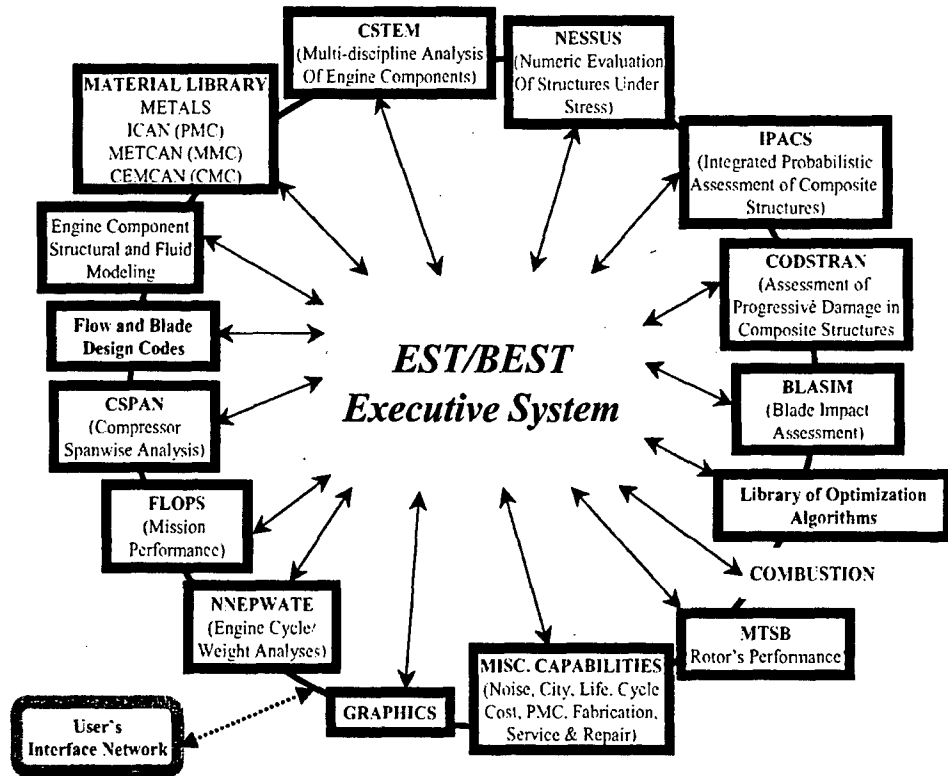 CSTEM
(Multi-discipline Analysis
Of Engine Components)
NESSUS
(Numeric Evaluation
Of Structures Under
Stress)
MATERIAL LIBRARY
METALS
ICAN (PMC)
METCAN (MMC)
CEMCAN (CMC)
IPACS
(Integrated Probabilistic
Assessment of Composite
Structures)
Engine Component
Structural and Fluid
Modeling
CODSTRAN
(Assessment of
Progressive Damage in
Composite Structures
Flow and Blade
Design Codes
EST/BEST
Executive System
CSPAN
(Compressor
Spanwise Analysis)
BLASIM
(Blade Impact
Assessment)
FLOPS
(Mission
Performance)
Library of Optimization
Algorithms
COMBUSTION
NNEPWATE
(Engine Cycle/
Weight Analyses)
MTSB
Rotor's Performance
MISC. CAPABILITIES
(Noise, City, Life, Cycle
Cost, PMC, Fabrication,
Service & Repair)
GRAPHICS
User's
Interface Network